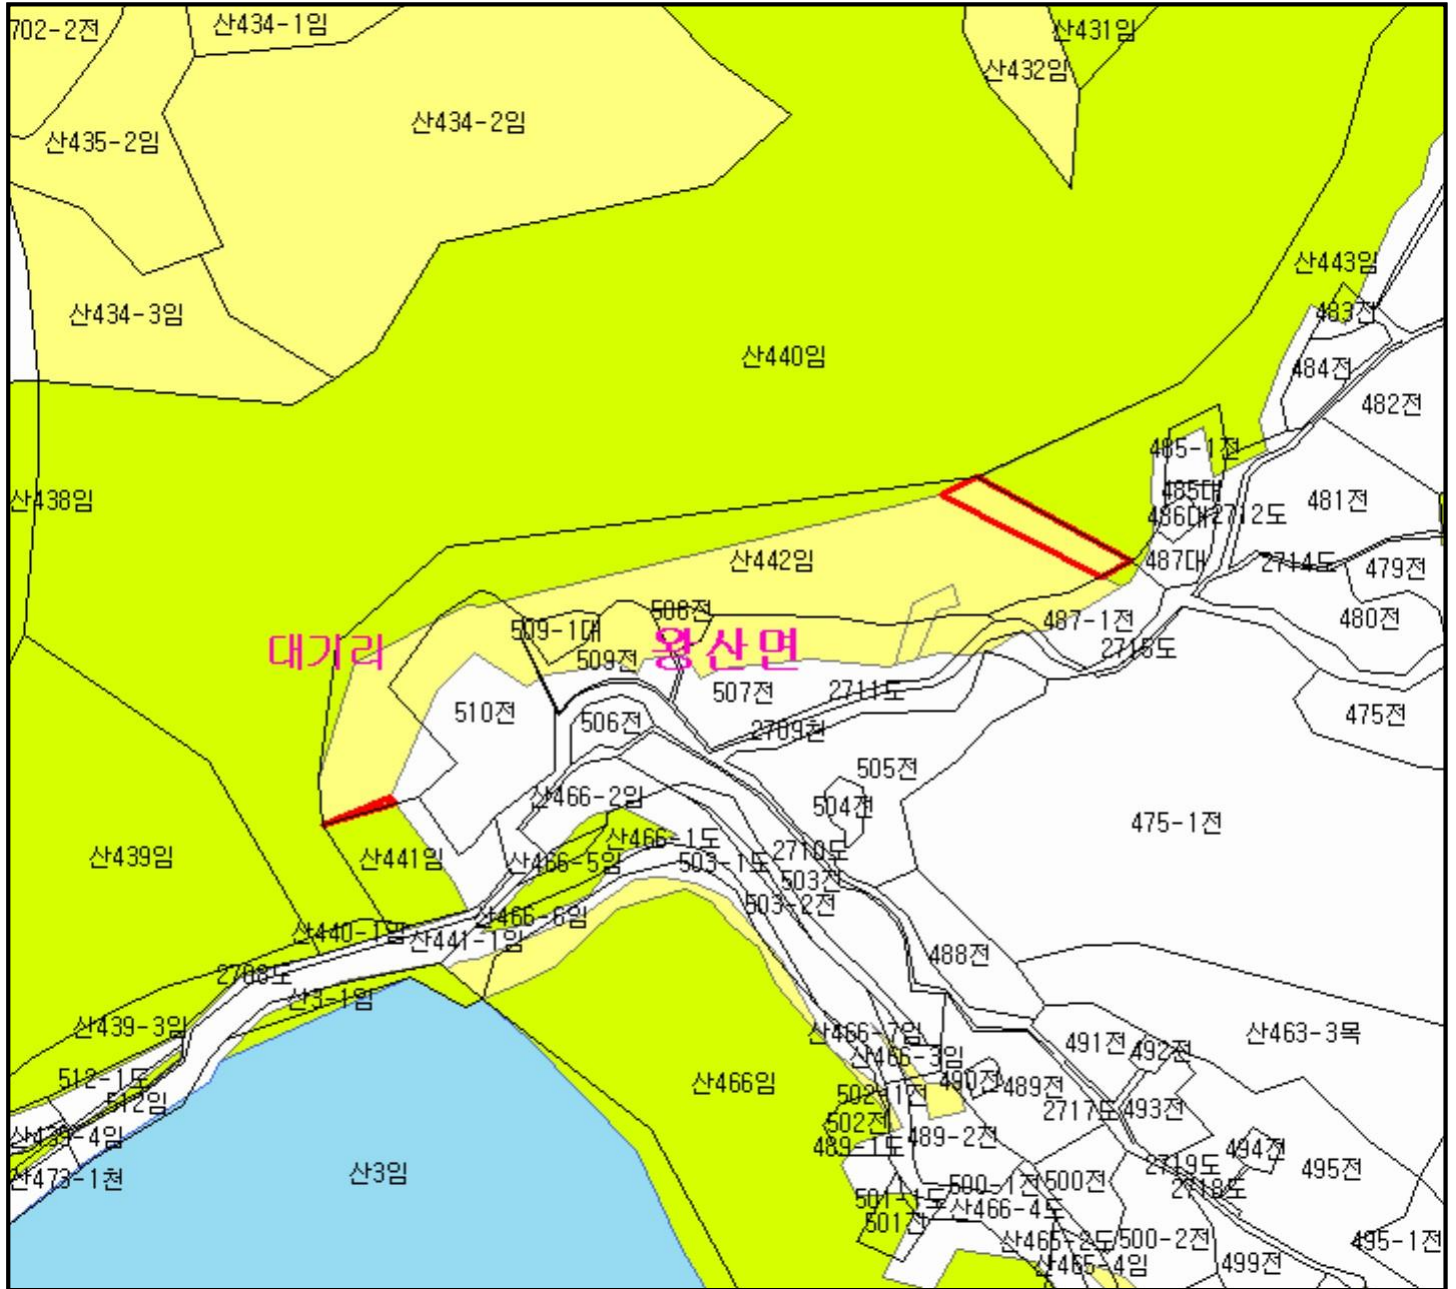 702-2전
산434-1임
산431임
산432임
산434-2임
산435-2임
산443임
산434-3임
483전
산440임
484전
482전
485-1전
산438임
485대
481전
486대
2712도
산442임
487대
2714도
479전
508전
480전
509-1대
487-1전
대기리
왕산면
509전
2715도
510전
507전
2711도
506전
2709천
475전
505전
산466-2임
504전
475-1전
산466-1도
산439임
산441임
산466-5임
503-1도
2710도
503전
503-2전
산466-6임
산440-1임
산441-1임
488전
2708도
산3-1임
산439-3임
산466-7임
491전
492전
산463-3목
산466-3임
512-1도
산466임
490전
489전
502-1전
512임
2717도
493전
502전
산439-4임
489-1도
489-2전
494전
산473-1천
산3임
2719도
495전
500-1전
500전
2718도
501-1도
산466-4도
501전
산465-2도
500-2전
495-1전
산465-4임
499전